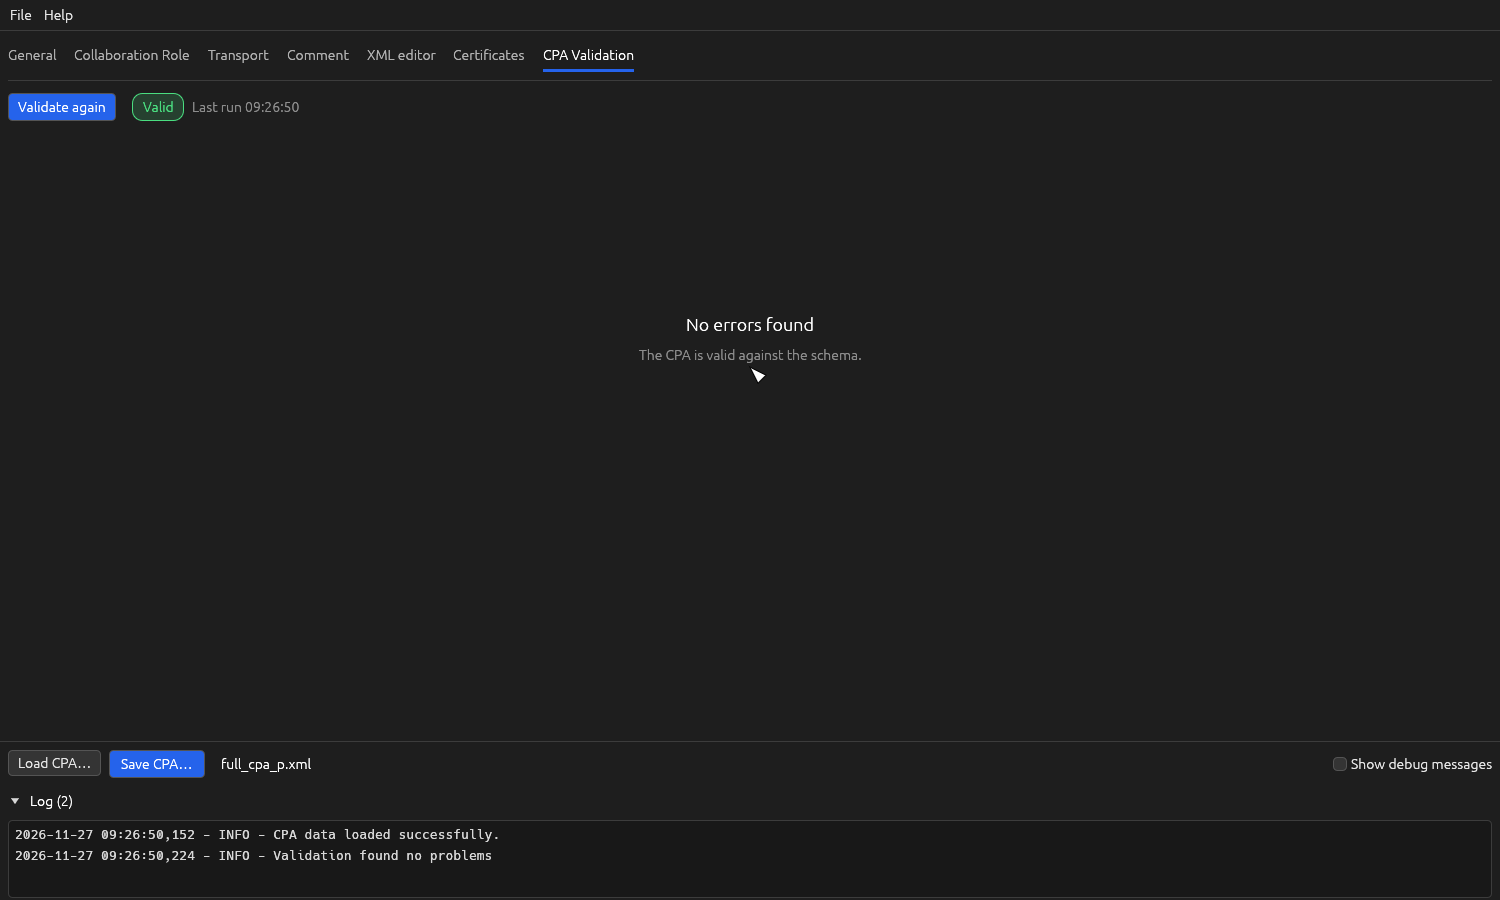 File Help
General Collaboration Role Transport Comment XML editor Certificates CPA Validation
Validate again Valid Last run 09:26:50
No errors found
The CPA is valid against the schema.
Load CPA... Save CPA... full_cpa_p.xml Show debug messages
Log (2)
2026-11-27 09:26:50,152 - INFO - CPA data loaded successfully.
2026-11-27 09:26:50,224 - INFO - Validation found no problems